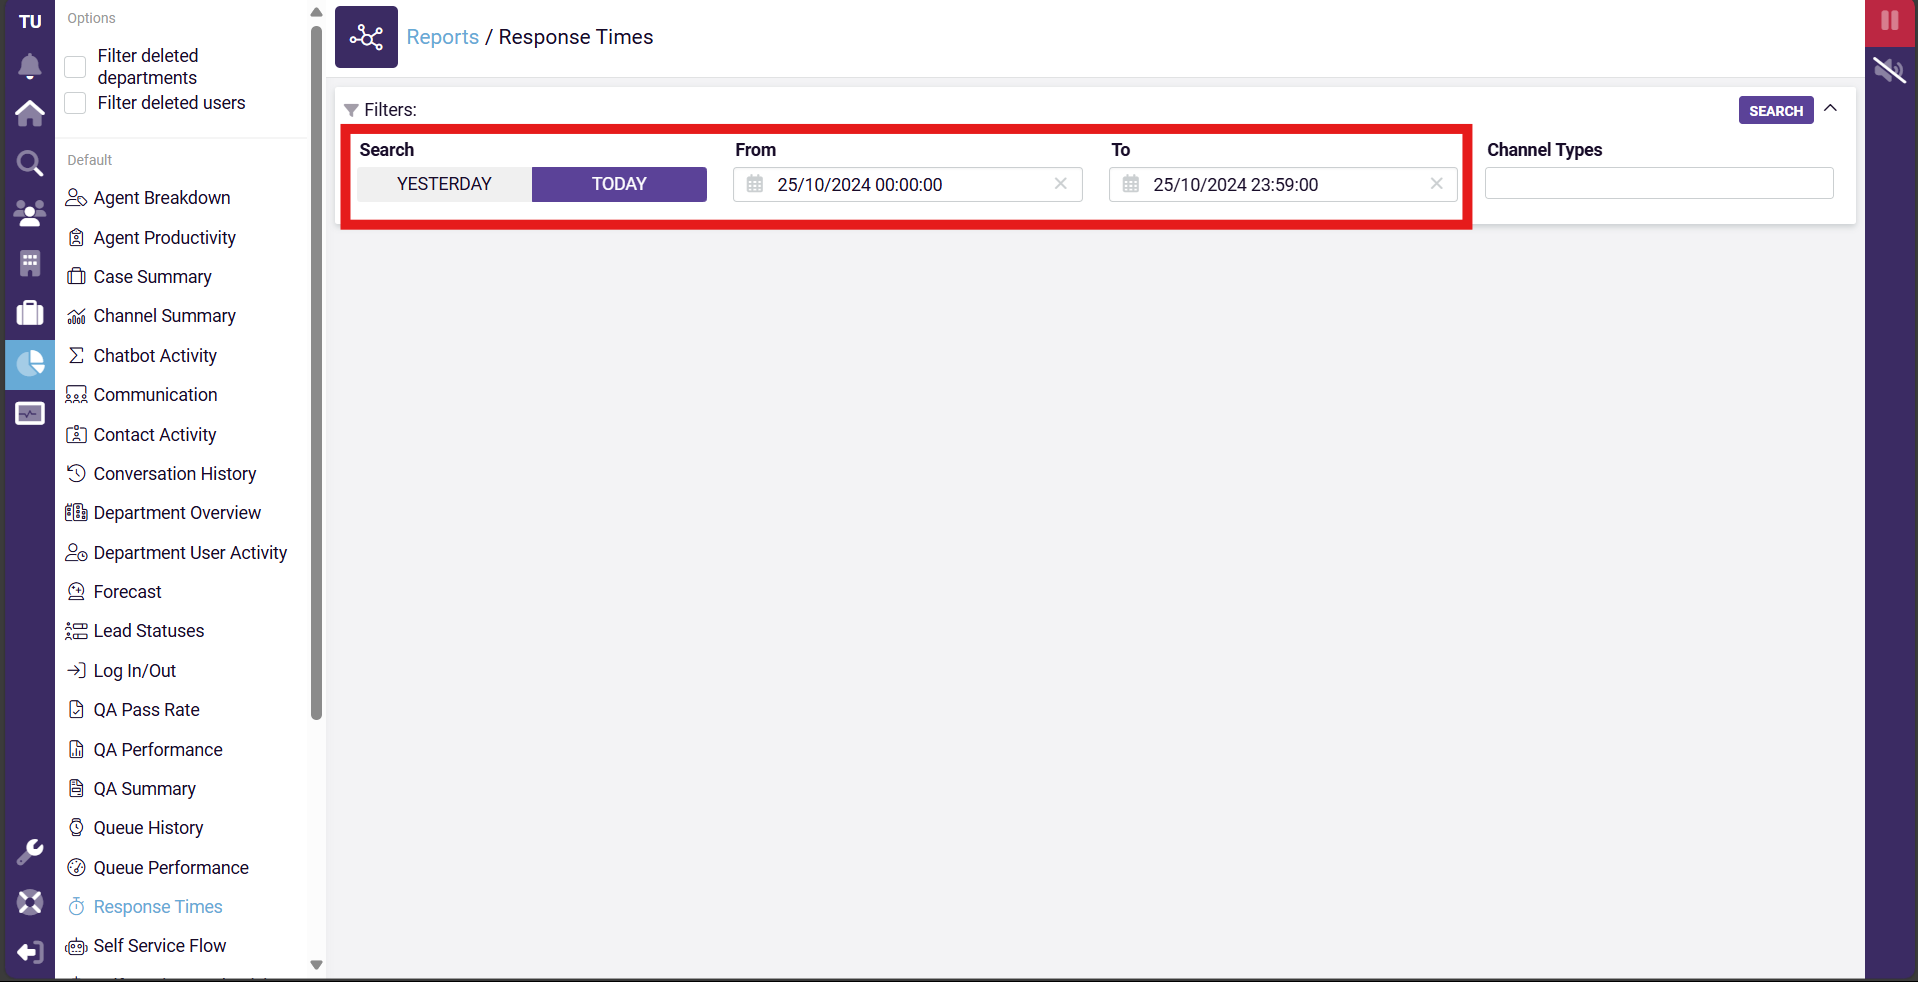 TU
Options
Filter deleted
departments
Filter deleted users
Default
Agent Breakdown
Agent Productivity
Case Summary
Channel Summary
Chatbot Activity
Communication
Contact Activity
Conversation History
Department Overview
Department User Activity
Forecast
Lead Statuses
Log In/Out
QA Pass Rate
QA Performance
QA Summary
Queue History
Queue Performance
Response Times
Self Service Flow
Reports / Response Times
Filters:
SEARCH
Search
From
To
Channel Types
YESTERDAY
TODAY
25/10/2024 00:00:00
25/10/2024 23:59:00